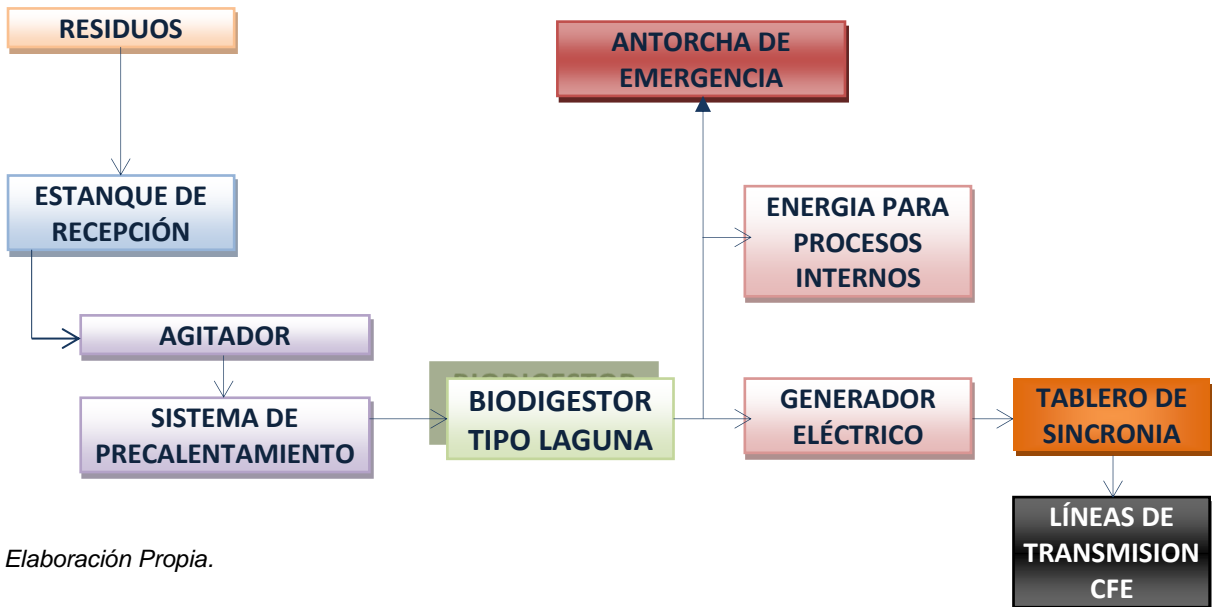 RESIDUOS
ANTORCHA DE
EMERGENCIA
ESTANQUE DE
RECEPCIÓN
ENERGIA PARA
PROCESOS
INTERNOS
AGITADOR
SISTEMA DE
PRECALENTAMIENTO
BIODIGESTOR
BIODIGESTOR
TIPO LAGUNA
GENERADOR
ELÉCTRICO
TABLERO DE
SINCRONIA
LÍNEAS DE
TRANSMISION
CFE
Elaboración Propia.